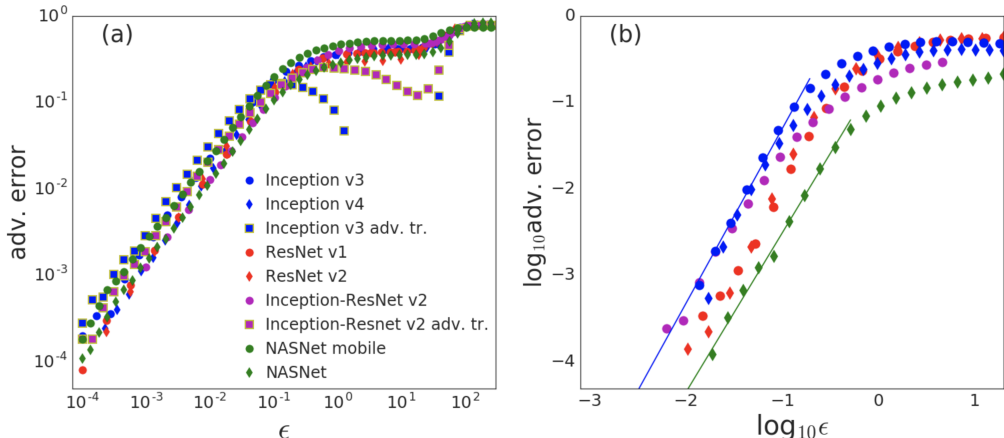 (a)
adv. error
10^0
10^-1
10^-2
10^-3
10^-4
10^-4 10^-3 10^-2 10^-1 10^0 10^1 10^2
ϵ
Inception v3
Inception v4
Inception v3 adv. tr.
ResNet v1
ResNet v2
Inception-ResNet v2
Inception-Resnet v2 adv. tr.
NASNet mobile
NASNet
(b)
log₁₀adv. error
0
−1
−2
−3
−4
−3 −2 −1 0 1
log₁₀ϵ